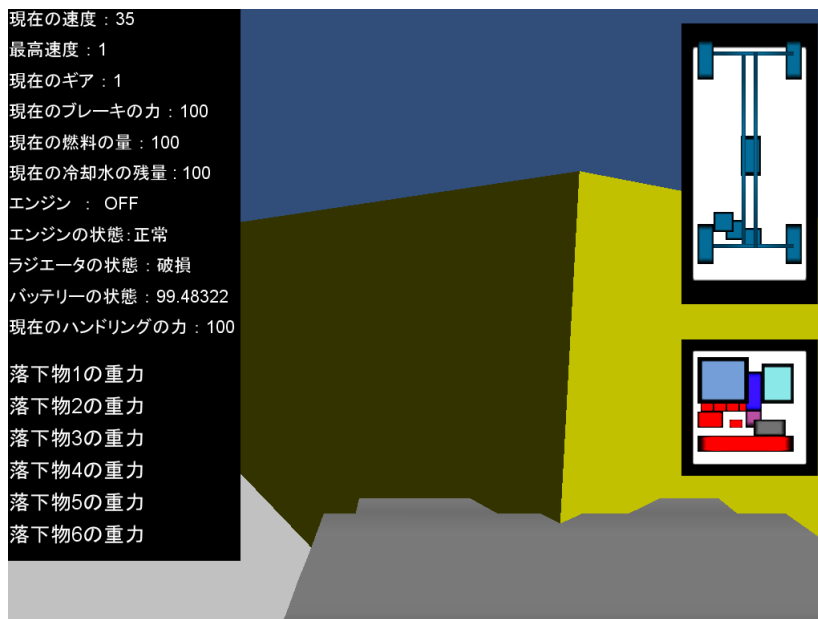 現在の速度：35
最高速度：1
現在のギア：1
現在のブレーキの力：100
現在の燃料の量：100
現在の冷却水の残量：100
エンジン ： OFF
エンジンの状態：正常
ラジエータの状態：破損
バッテリーの状態：99.48322
現在のハンドリングの力：100
落下物1の重力
落下物2の重力
落下物3の重力
落下物4の重力
落下物5の重力
落下物6の重力